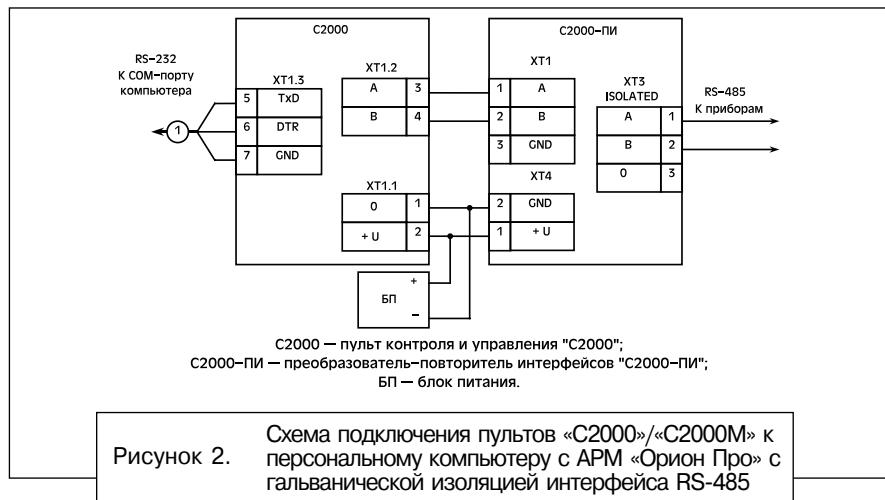 С2000
С2000-ПИ
RS-232
К COM-порту
компьютера
XT1.3
5 TxD
6 DTR
7 GND
1
XT1.2
A 3
B 4
XT1.1
0 1
+ U 2
XT1
1 A
2 B
3 GND
XT4
2 GND
1 + U
XT3
ISOLATED
A 1
B 2
0 3
RS-485
К приборам
БП
+
–
С2000 — пульт контроля и управления "С2000";
С2000-ПИ — преобразователь-повторитель интерфейсов "С2000-ПИ";
БП — блок питания.
Рисунок 2.
Схема подключения пультов «С2000»/«С2000М» к
персональному компьютеру с АРМ «Орион Про» с
гальванической изоляцией интерфейса RS-485